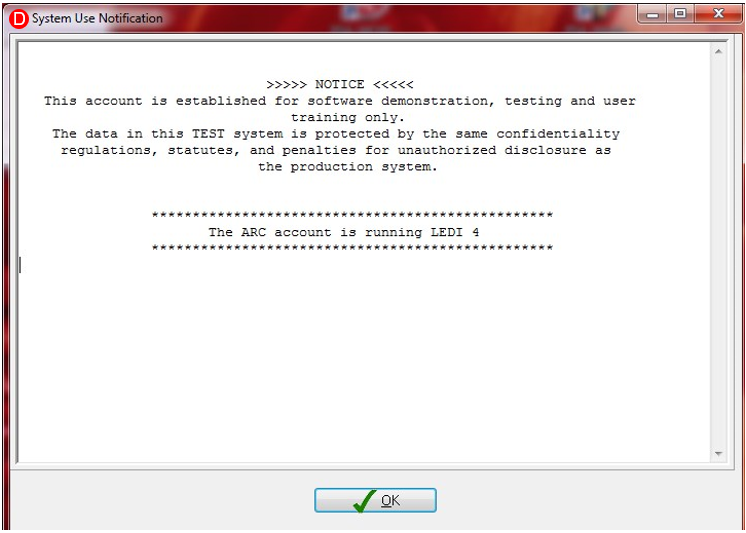 D System Use Notification
>>>>> NOTICE <<<<<
This account is established for software demonstration, testing and user
training only.
The data in this TEST system is protected by the same confidentiality
regulations, statutes, and penalties for unauthorized disclosure as
the production system.
*************************************************
The ARC account is running LEDI 4
*************************************************
OK